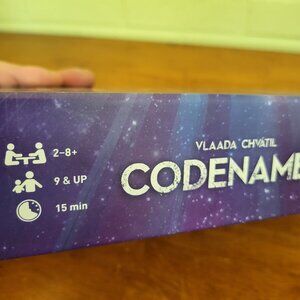 2-8+
9 & UP
15 min
VLAADA CHVÁTIL
CODENAME